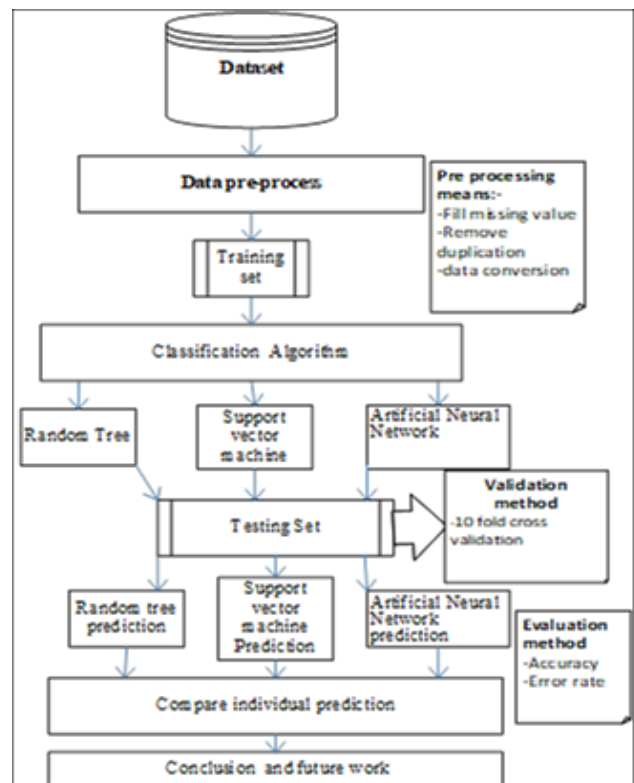 Dataset
Data pre-process
Pre processing
means:-
-Fill missing value
-Remove
duplication
-data conversion
Training
set
Classification Algorithm
Random Tree
Support
vector
machine
Artificial Neural
Network
Testing Set
Validation
method
-10 fold cross
validation
Random tree
prediction
Support
vector
machine
Prediction
Artificial Neural
Network
prediction
Evaluation
method
-Accuracy
-Error rate
Compare individual prediction
Conclusion and future work